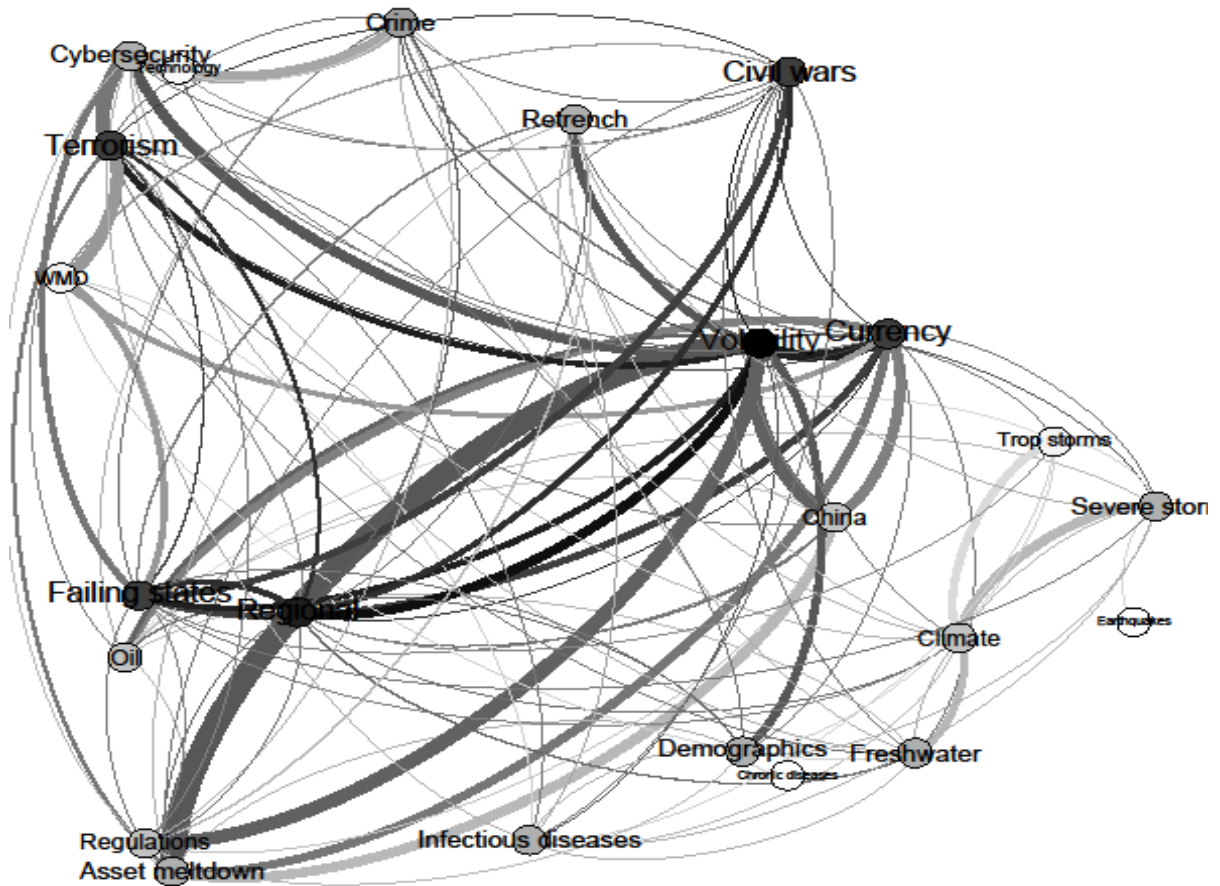 Crime
Cybersecurity
Technology
Civil wars
Retrench
Terrorism
WMD
Volatility
Currency
Trop storms
China
Severe storm
Failing states
Regional
Earthquakes
Climate
Oil
Demographics
Freshwater
Chronic diseases
Regulations
Infectious diseases
Asset meltdown